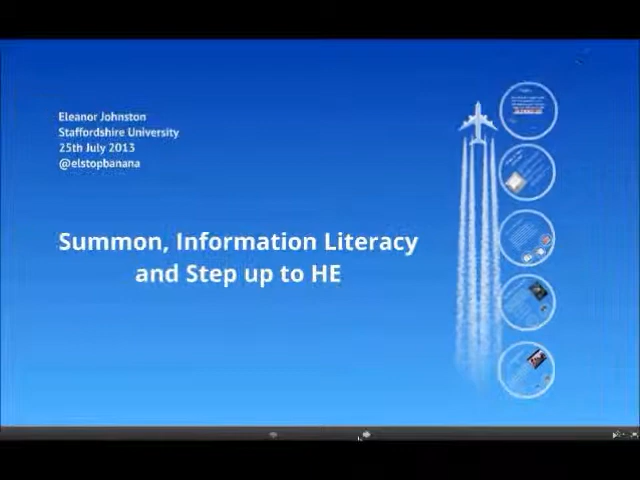 Eleanor Johnston
Staffordshire University
25th July 2013
@elstopbanana
Summon, Information Literacy
and Step up to HE